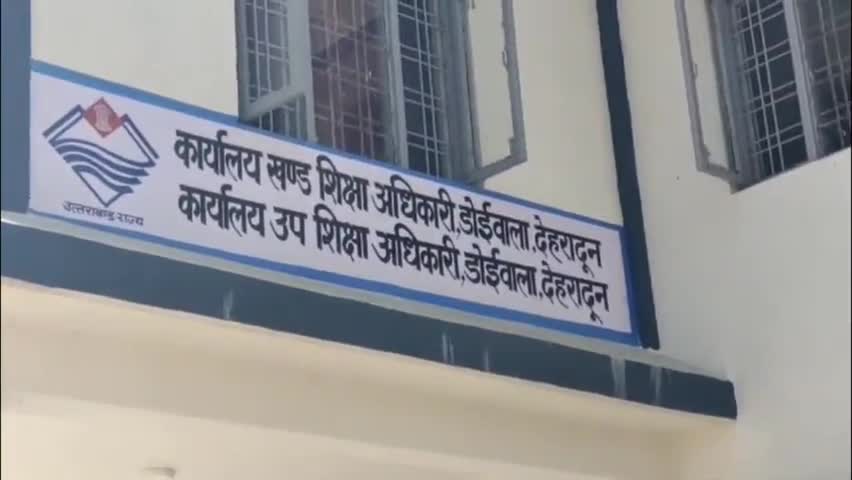 कार्यालय खण्ड शिक्षा अधिकारी,डोईवाला,देहरादून
कार्यालय उप शिक्षा अधिकारी,डोईवाला,देहरादून
उत्तराखण्ड राज्य